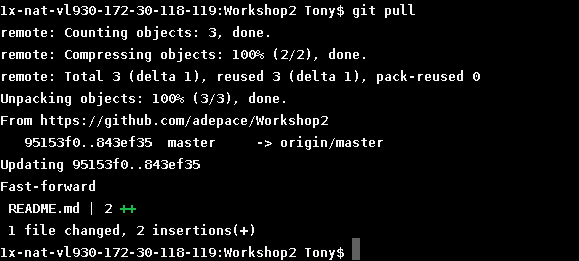 1x-nat-vl930-172-30-118-119:Workshop2 Tony$ git pull
remote: Counting objects: 3, done.
remote: Compressing objects: 100% (2/2), done.
remote: Total 3 (delta 1), reused 3 (delta 1), pack-reused 0
Unpacking objects: 100% (3/3), done.
From https://github.com/adepace/Workshop2
   95153f0..843ef35  master     -> origin/master
Updating 95153f0..843ef35
Fast-forward
 README.md | 2 ++
 1 file changed, 2 insertions(+)
1x-nat-vl930-172-30-118-119:Workshop2 Tony$